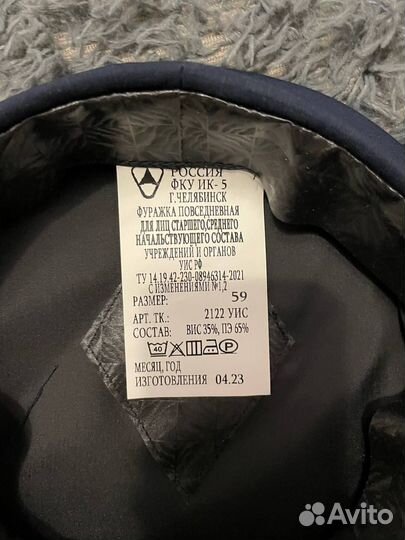 РОССИЯ
ФКУ ИК- 5
Г.ЧЕЛЯБИНСК
ФУРАЖКА ПОВСЕДНЕВНАЯ
ДЛЯ ЛИЦ СТАРШЕГО,СРЕДНЕГО
НАЧАЛЬСТВУЮЩЕГО СОСТАВА
УЧРЕЖДЕНИЙ И ОРГАНОВ
УИС РФ
ТУ 14.19.42-230-08946314-2021
С ИЗМЕНЕНИЯМИ №1,2
РАЗМЕР: 59
АРТ. ТК.: 2122 УИС
СОСТАВ: ВИС 35%, ПЭ 65%
40 P
МЕСЯЦ, ГОД
ИЗГОТОВЛЕНИЯ 04.23
Avito